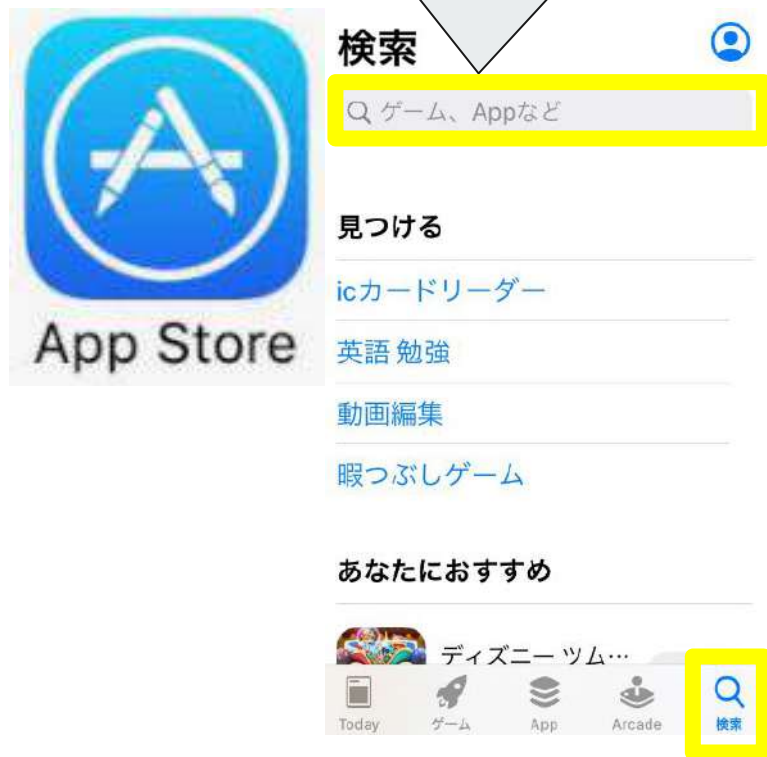 App Store
検索
ゲーム、Appなど
見つける
icカードリーダー
英語 勉強
動画編集
暇つぶしゲーム
あなたにおすすめ
ディズニー ツム…
Today
ゲーム
App
Arcade
検索